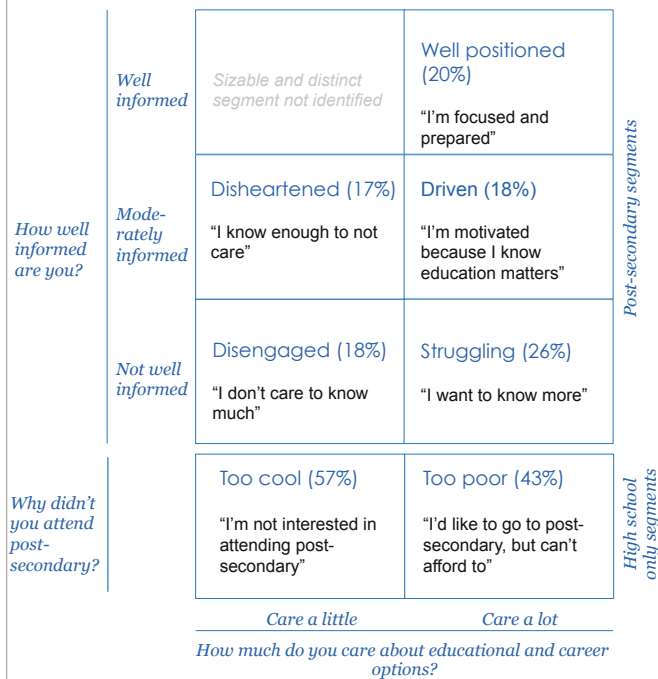 How well
informed
are you?
Well
informed
Sizable and distinct
segment not identified
Well positioned
(20%)
“I’m focused and
prepared”
Mode-
rately
informed
Disheartened (17%)
“I know enough to not
care”
Driven (18%)
“I’m motivated
because I know
education matters”
Not well
informed
Disengaged (18%)
“I don’t care to know
much”
Struggling (26%)
“I want to know more”
Post-secondary segments
Why didn’t
you attend
post-
secondary?
Too cool (57%)
“I’m not interested in
attending post-
secondary”
Too poor (43%)
“I’d like to go to post-
secondary, but can’t
afford to”
High school
only segments
Care a little
Care a lot
How much do you care about educational and career
options?